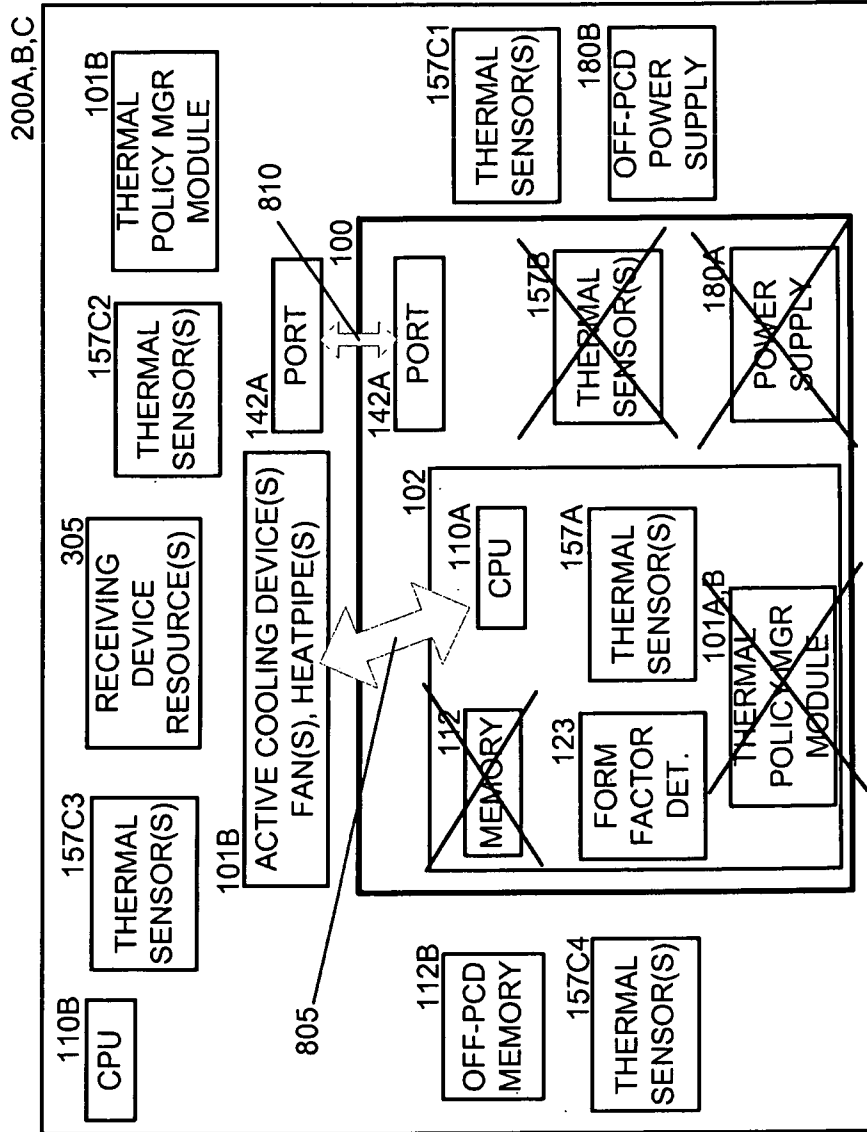 200A,B,C
110B
CPU
157C3
THERMAL
SENSOR(S)
305
RECEIVING
DEVICE
RESOURCE(S)
157C2
THERMAL
SENSOR(S)
101B
THERMAL
POLICY MGR
MODULE
101B
ACTIVE COOLING DEVICE(S)
FAN(S), HEATPIPE(S)
142A
PORT
810
805
100
142A
PORT
102
112
MEMORY
110A
CPU
157B
THERMAL
SENSOR(S)
157C1
THERMAL
SENSOR(S)
112B
OFF-PCD
MEMORY
123
FORM
FACTOR
DET.
157A
THERMAL
SENSOR(S)
180A
POWER
SUPPLY
180B
OFF-PCD
POWER
SUPPLY
157C4
THERMAL
SENSOR(S)
101A,B
THERMAL
POLICY MGR
MODULE